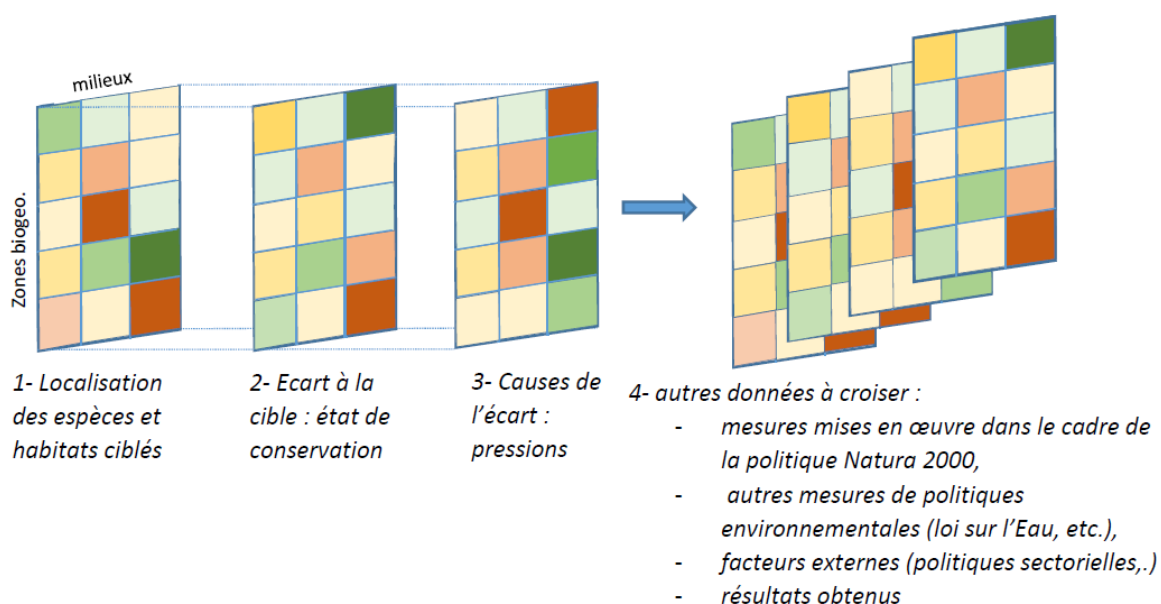 milieux
Zones biogeo.
1- Localisation
des espèces et
habitats ciblés
2- Ecart à la
cible : état de
conservation
3- Causes de
l’écart :
pressions
4- autres données à croiser :
- mesures mises en œuvre dans le cadre de
la politique Natura 2000,
- autres mesures de politiques
environnementales (loi sur l’Eau, etc.),
- facteurs externes (politiques sectorielles,.)
- résultats obtenus